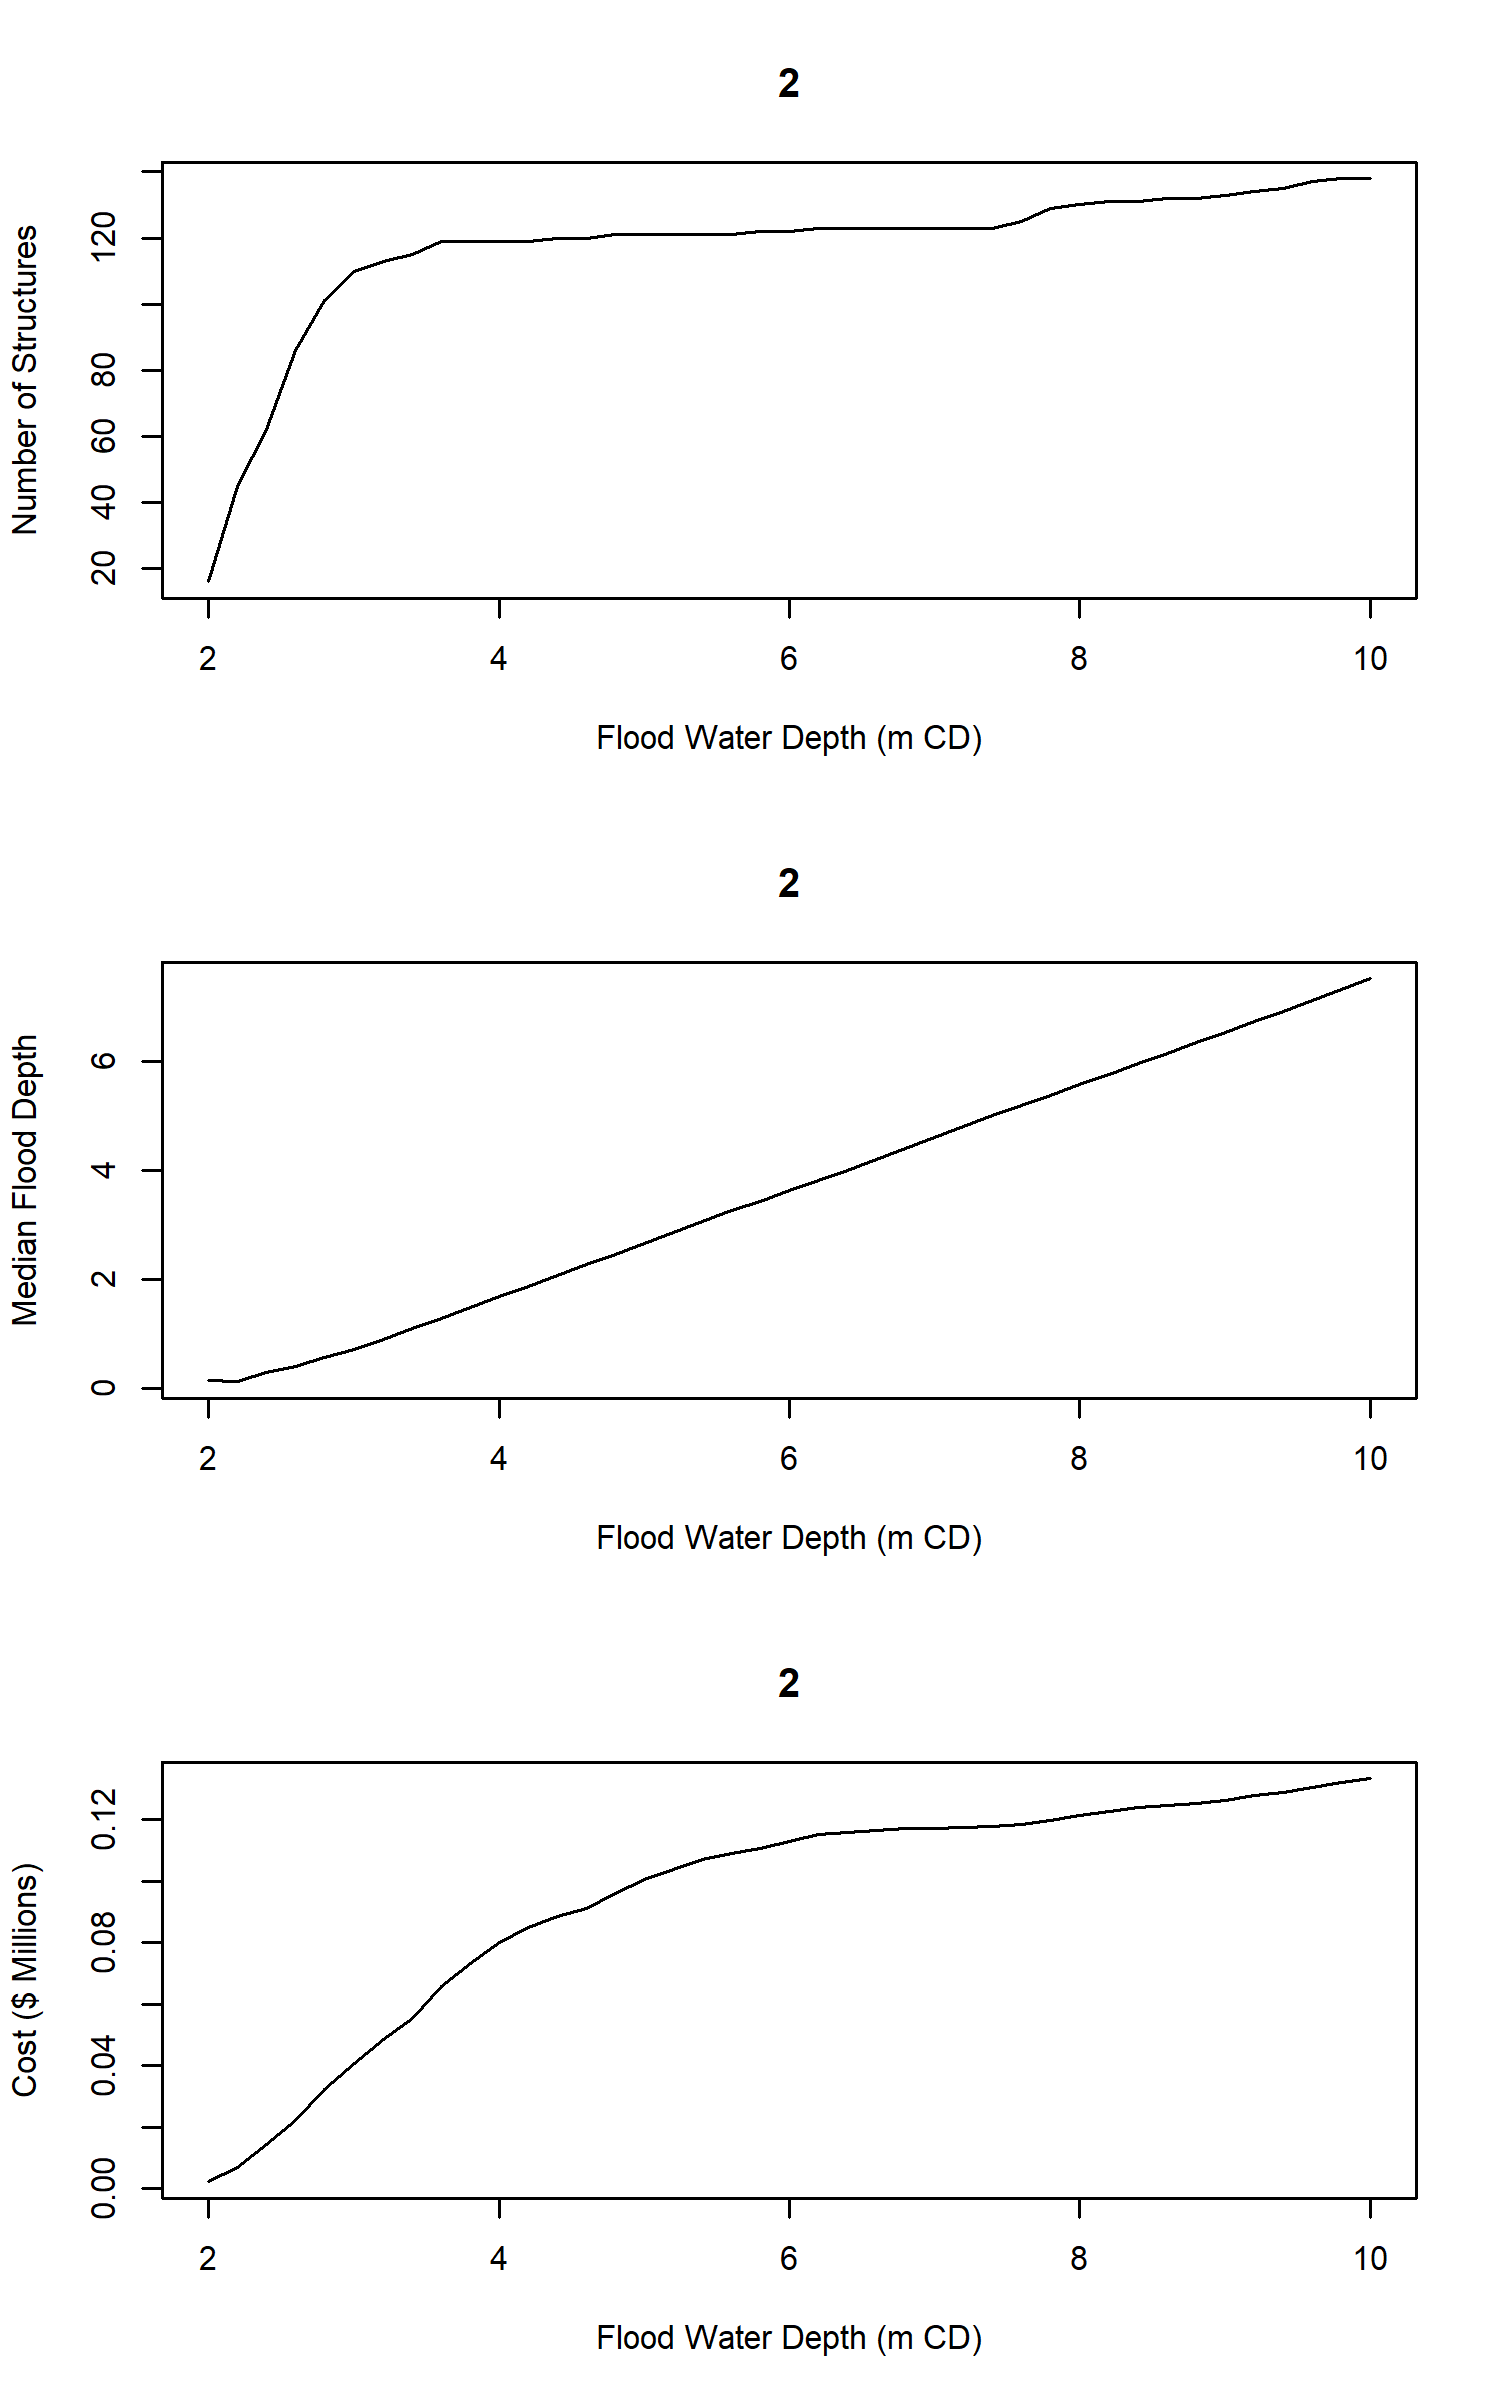 2
Number of Structures
120
80
60
40
20
2 4 6 8 10
Flood Water Depth (m CD)
2
Median Flood Depth
6
4
2
0
2 4 6 8 10
Flood Water Depth (m CD)
2
Cost ($ Millions)
0.12
0.08
0.04
0.00
2 4 6 8 10
Flood Water Depth (m CD)